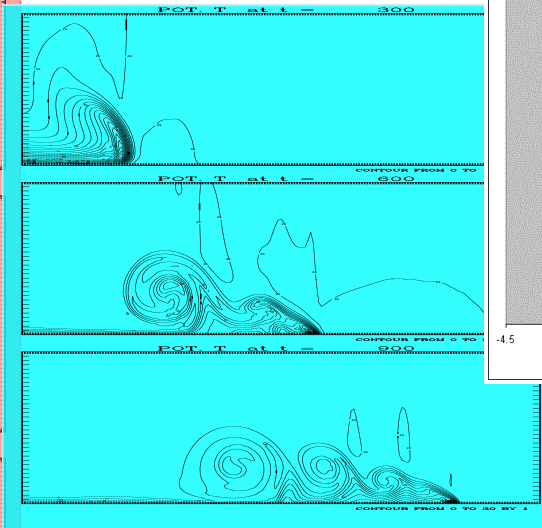 POT. T at t = 300
CONTOUR FROM 0 TO
POT. T at t = 600
CONTOUR FROM 0 TO
-4.5
POT. T at t = 900
CONTOUR FROM 0 TO 30 BY 1